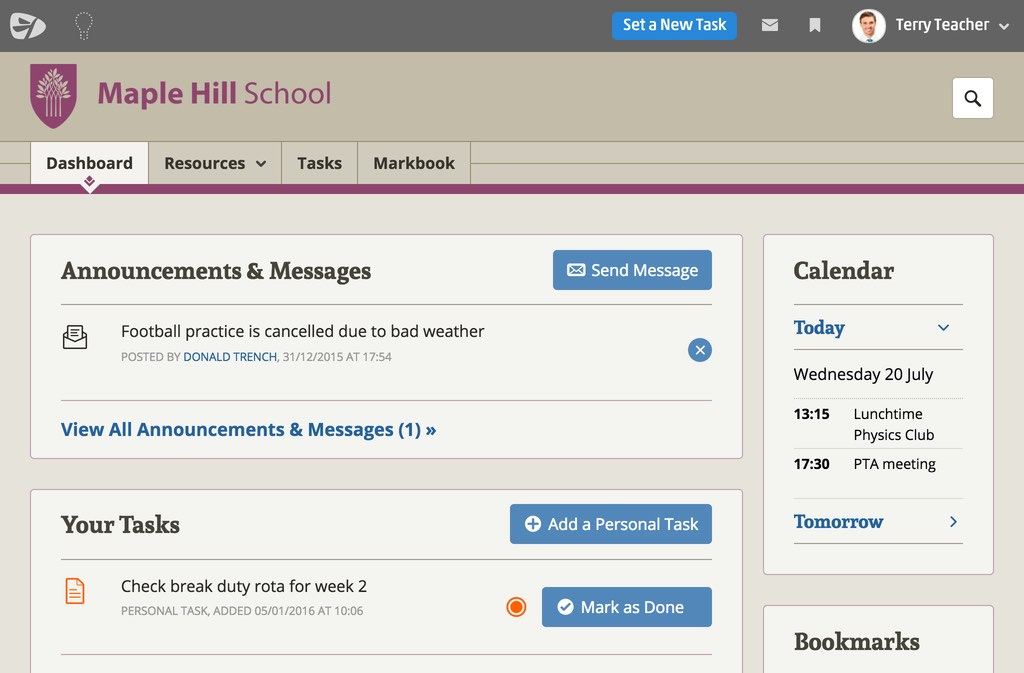 Set a New Task
Terry Teacher
Maple Hill School
Dashboard
Resources
Tasks
Markbook
Announcements & Messages
Send Message
Football practice is cancelled due to bad weather
POSTED BY DONALD TRENCH, 31/12/2015 AT 17:54
View All Announcements & Messages (1) »
Your Tasks
Add a Personal Task
Check break duty rota for week 2
PERSONAL TASK, ADDED 05/01/2016 AT 10:06
Mark as Done
Calendar
Today
Wednesday 20 July
13:15 Lunchtime
Physics Club
17:30 PTA meeting
Tomorrow
Bookmarks